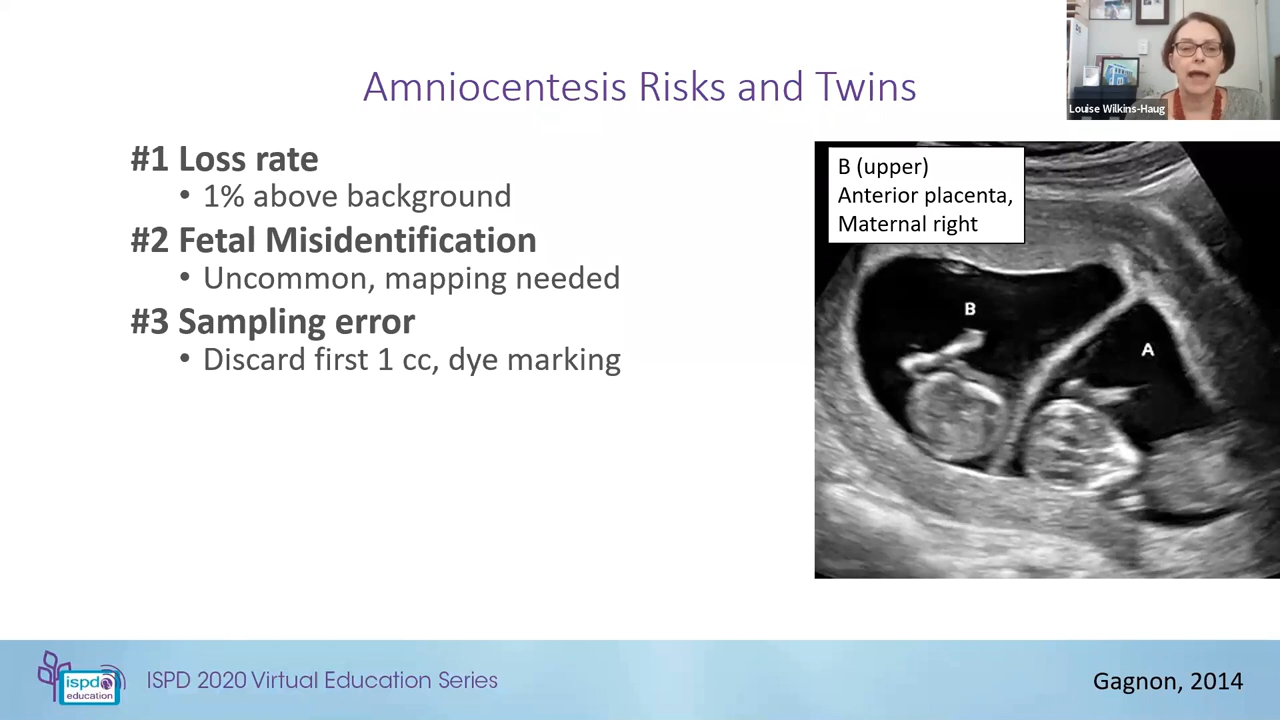 Amniocentesis Risks and Twins
Louise Wilkins-Haug
#1 Loss rate
• 1% above background
#2 Fetal Misidentification
• Uncommon, mapping needed
#3 Sampling error
• Discard first 1 cc, dye marking
B (upper)
Anterior placenta,
Maternal right
B
A
ispd
education
ISPD 2020 Virtual Education Series
Gagnon, 2014